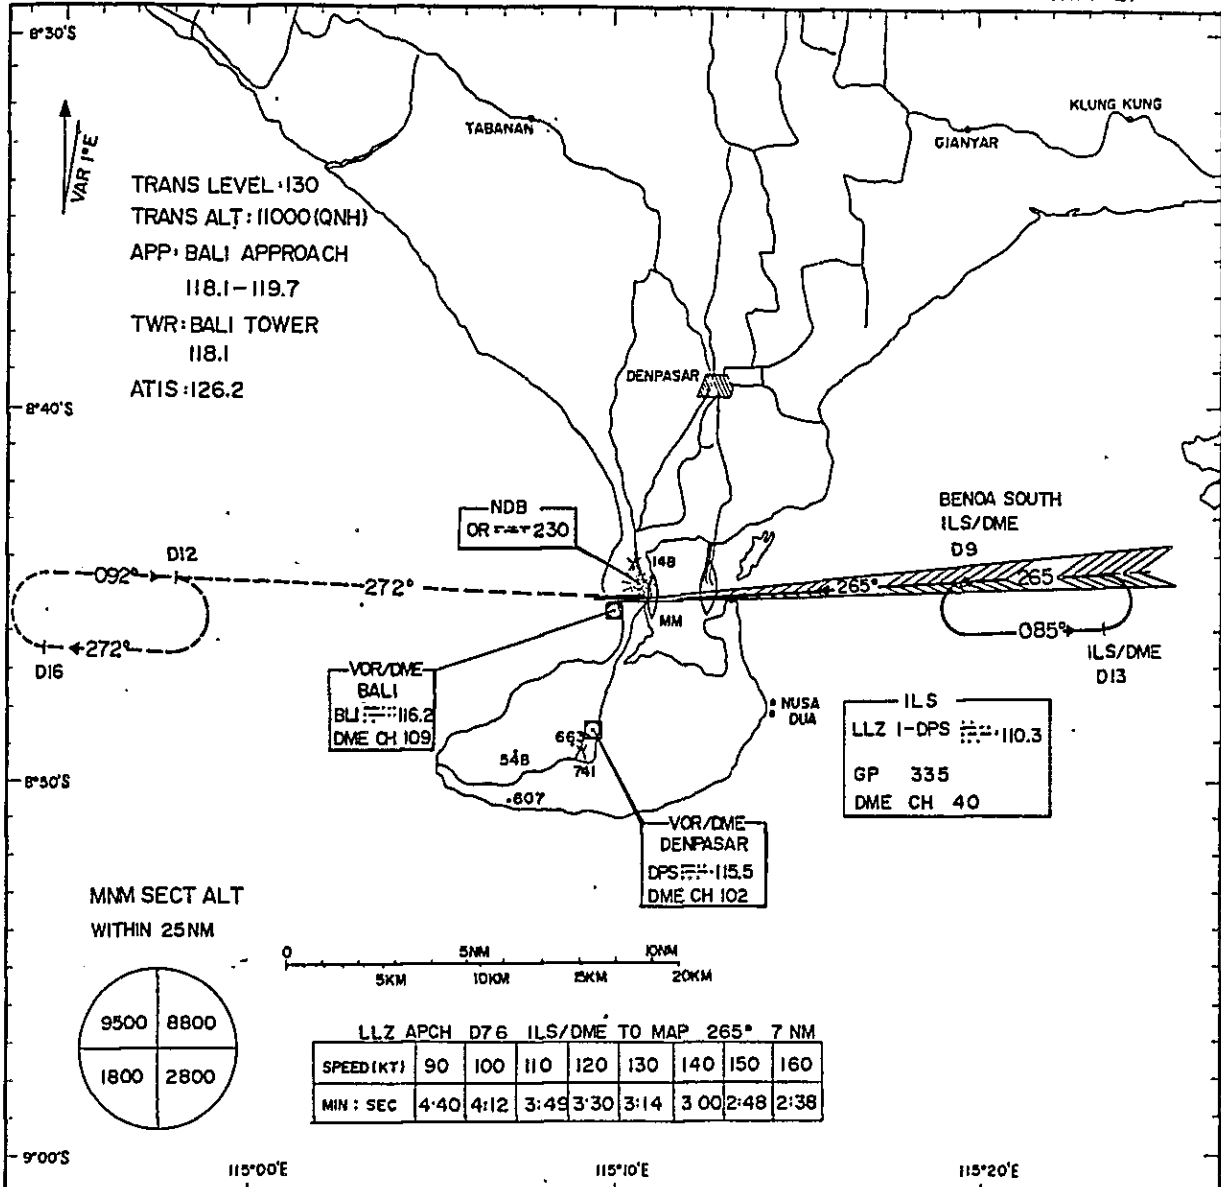 8°30'S
KLUNG KUNG
TABANAN
GIANYAR
VAR 1°E
TRANS LEVEL:130
TRANS ALT: 11000(QNH)
APP: BALI APPROACH
118.1-119.7
TWR: BALI TOWER
118.1
ATIS:126.2
DENPASAR
8°40'S
NDB
OR 230
148
BENOA SOUTH
ILS/DME
D9
D12
092°
272°
265°
265
MM
272°
D16
085°
ILS/DME
D13
VOR/DME
BALI
BLI 116.2
DME CH 109
NUSA
DUA
ILS
LLZ I-DPS 110.3
GP 335
DME CH 40
663
548
741
8°50'S
.607
VOR/DME
DENPASAR
DPS 115.5
DME CH 102
MNM SECT ALT
WITHIN 25NM
9500 8800
1800 2800
0 5NM 10NM
5KM 10KM 15KM 20KM
LLZ APCH D7 6 ILS/DME TO MAP 265° 7 NM
SPEED(KT) 90 100 110 120 130 140 150 160
MIN : SEC 4:40 4:12 3:49 3:30 3:14 3 00 2:48 2:38
9°00'S
115°00'E 115°10'E 115°20'E